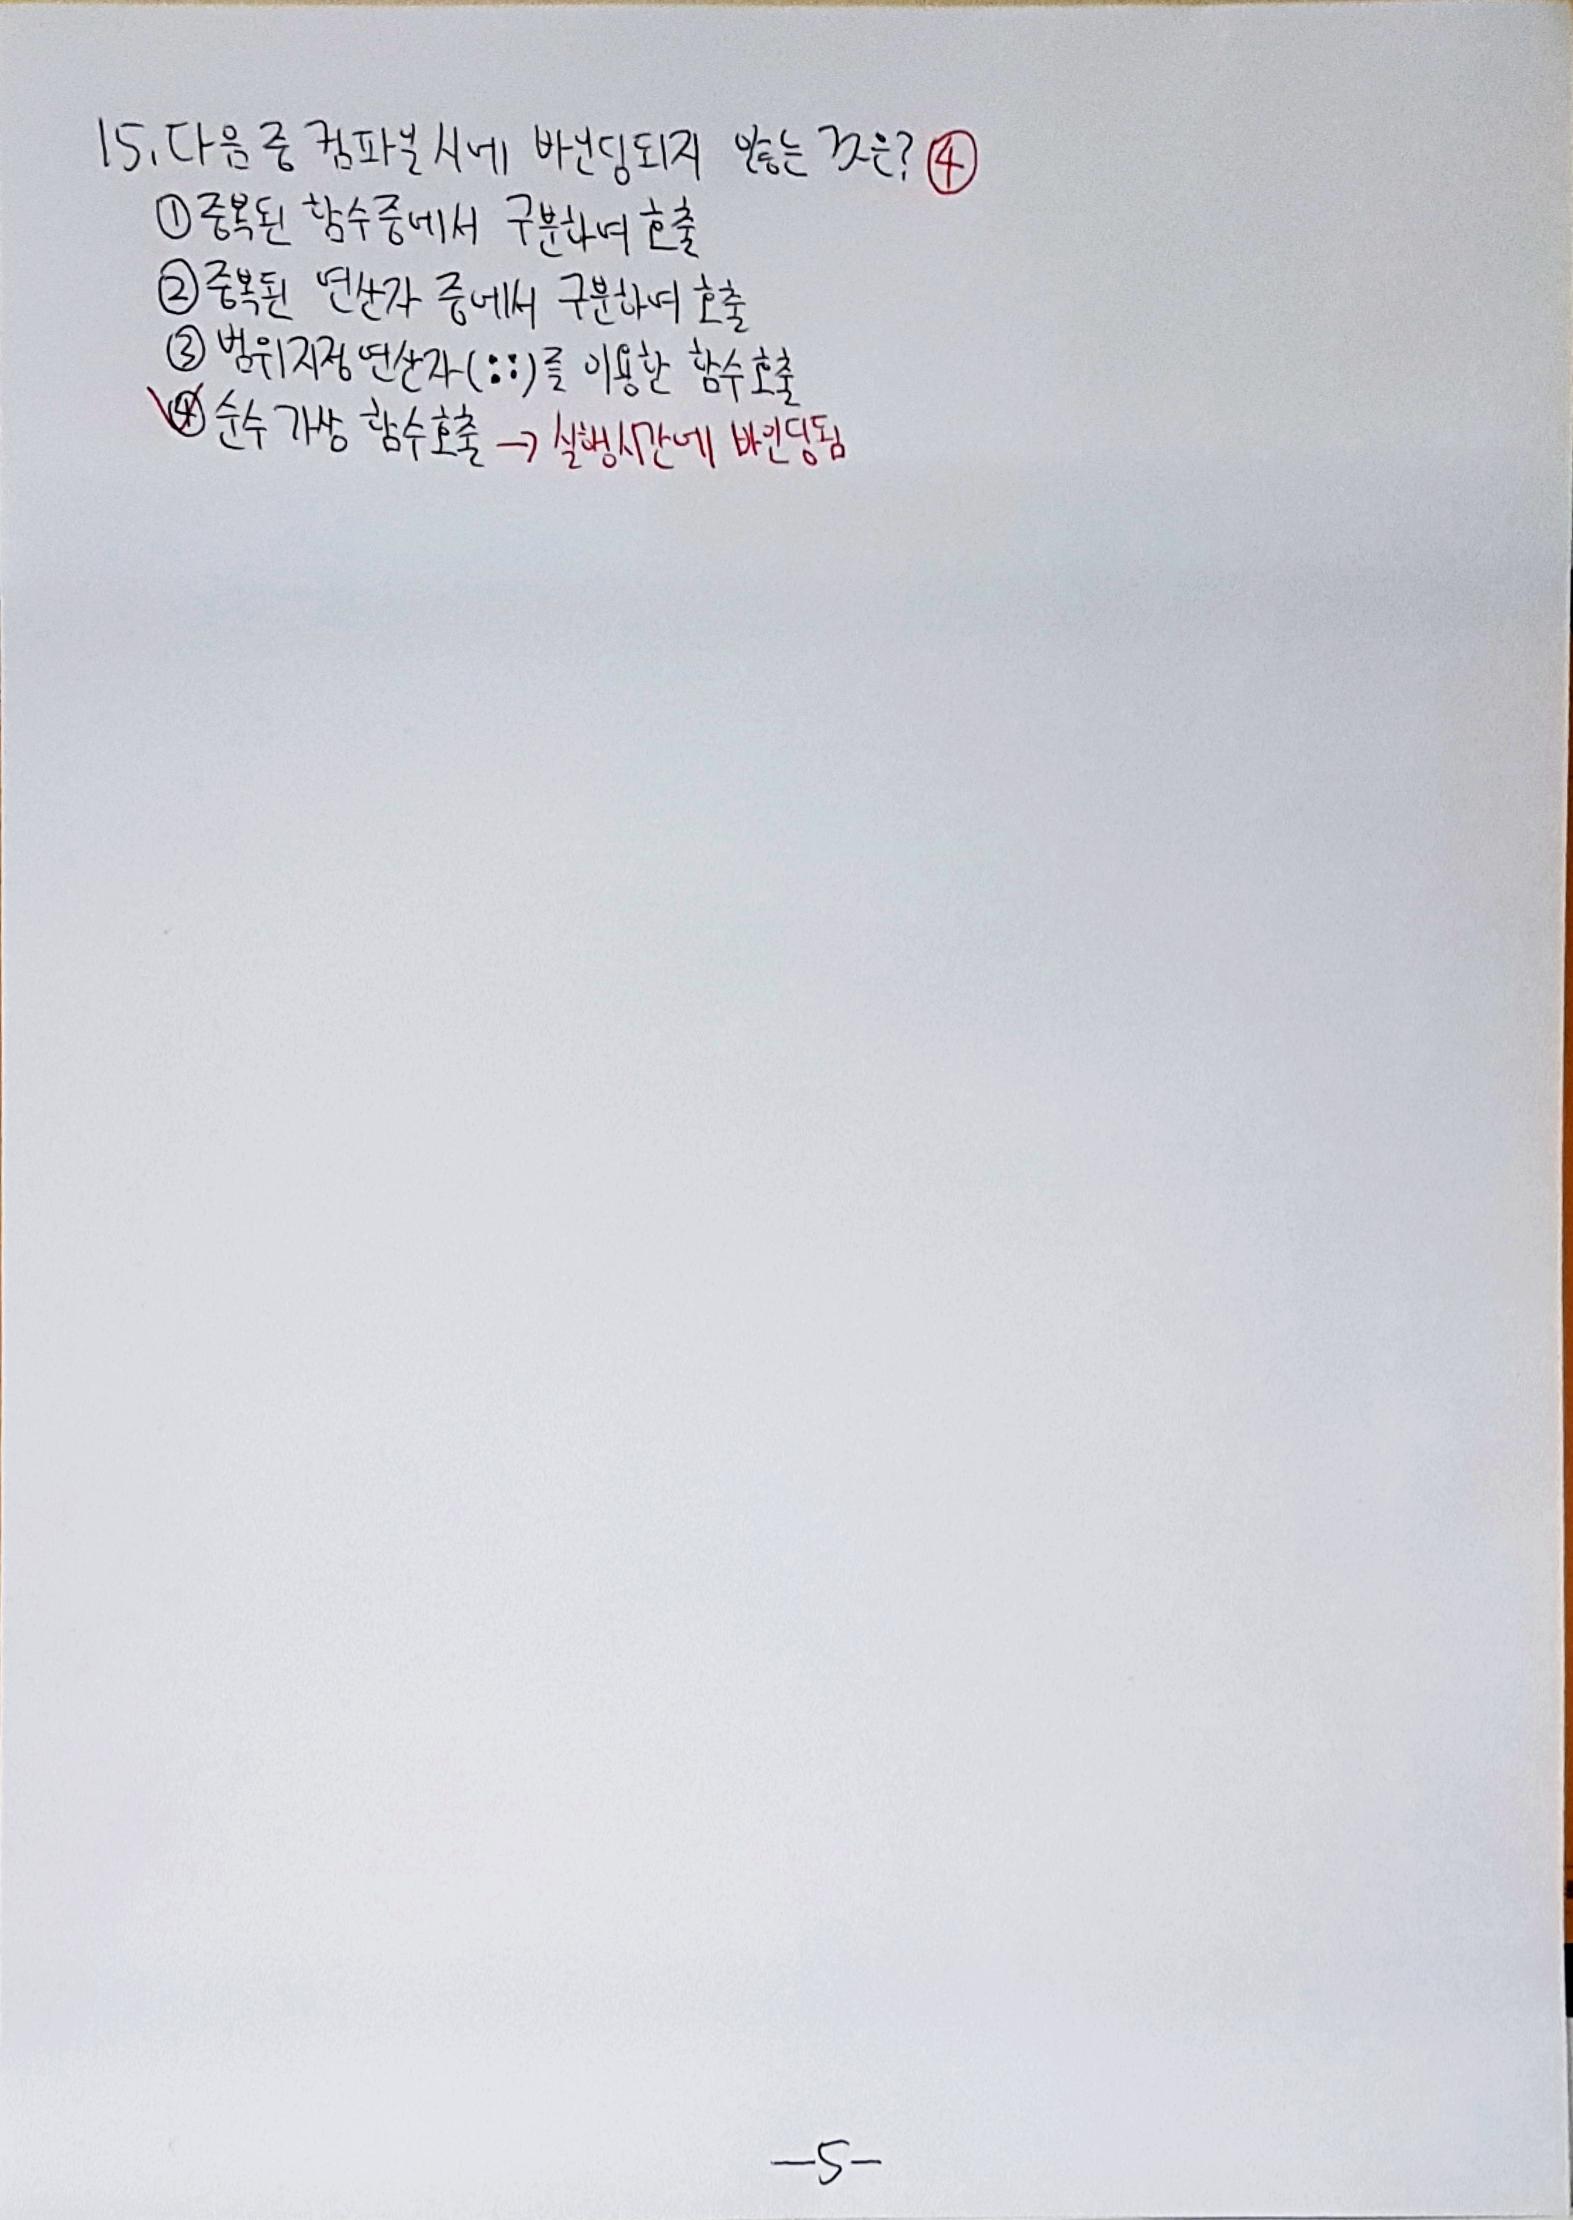 15. 다음 중 컴파일 시에 바인딩되지 않는 것은? ④
① 중복된 함수중에서 구분하여 호출
② 중복된 연산자 중에서 구분하여 호출
③ 범위지정연산자(::)를 이용한 함수호출
④ 순수 가상 함수호출 → 실행시간에 바인딩됨
-5-